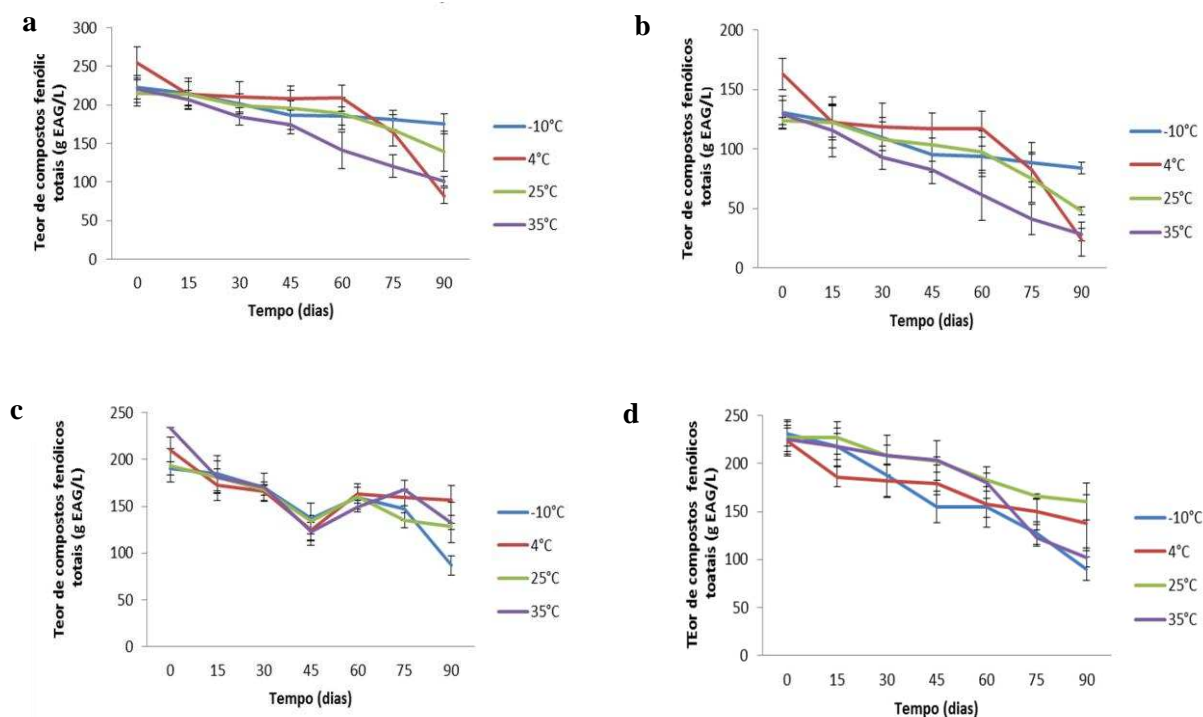 a
Teor de compostos fenólic
totais (g EAG/L)
300
250
200
150
100
50
0
0 15 30 45 60 75 90
Tempo (dias)
-10°C
4°C
25°C
35°C
b
Teor de compostos fenólicos
totais (g EAG/L)
200
150
100
50
0
0 15 30 45 60 75 90
Tempo (dias)
-10°C
4°C
25°C
35°C
c
Teor de compostos fenólicos
totais (g EAG/L)
250
200
150
100
50
0
0 15 30 45 60 75 90
Tempo (dias)
-10°C
4°C
25°C
35°C
d
TEor de compostos fenólicos
toatais (g EAG/L)
250
200
150
100
50
0
0 15 30 45 60 75 90
Tempo (dias)
-10°C
4°C
25°C
35°C